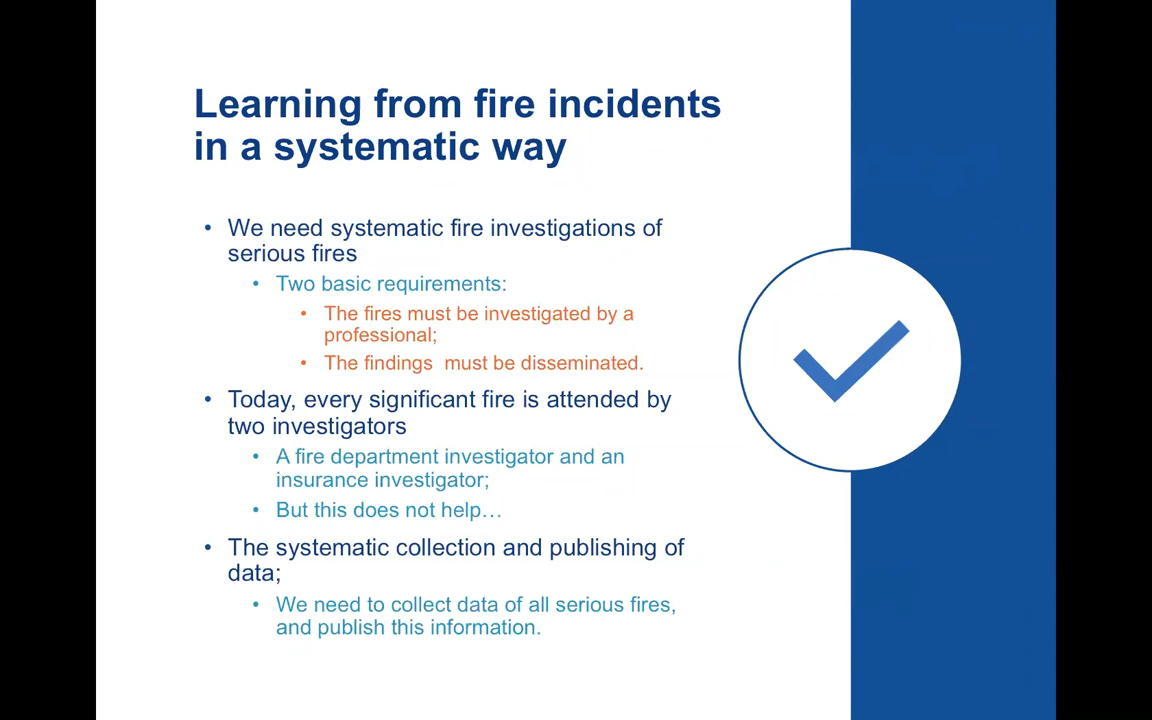 Learning from fire incidents
in a systematic way
• We need systematic fire investigations of
serious fires
• Two basic requirements:
• The fires must be investigated by a
professional;
• The findings  must be disseminated.
• Today, every significant fire is attended by
two investigators
• A fire department investigator and an
insurance investigator;
• But this does not help…
• The systematic collection and publishing of
data;
• We need to collect data of all serious fires,
and publish this information.